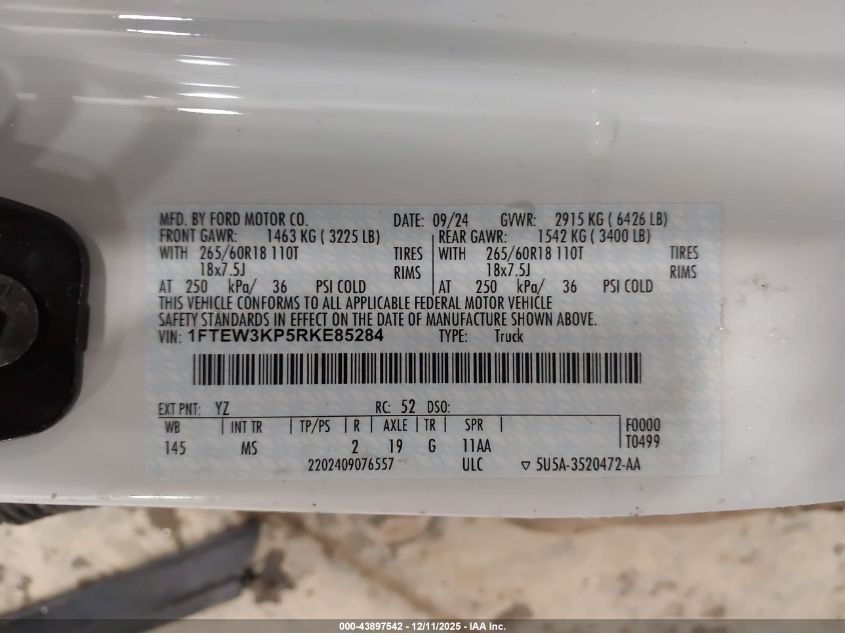 MFD. BY FORD MOTOR CO. DATE: 09/24 GVWR: 2915 KG ( 6426 LB)
FRONT GAWR: 1463 KG ( 3225 LB) REAR GAWR: 1542 KG ( 3400 LB)
WITH 265/60R18 110T TIRES WITH 265/60R18 110T TIRES
18x7.5J RIMS 18x7.5J RIMS
AT 250 kPa/ 36 PSI COLD AT 250 kPa/ 36 PSI COLD
THIS VEHICLE CONFORMS TO ALL APPLICABLE FEDERAL MOTOR VEHICLE
SAFETY STANDARDS IN EFFECT ON THE DATE OF MANUFACTURE SHOWN ABOVE.
VIN: 1FTEW3KP5RKE85284 TYPE: Truck
EXT PNT: YZ RC: 52 DSO:
WB | INT TR | TP/PS | R | AXLE | TR | SPR F0000
145 MS 2 19 G 11AA T0499
2202409076557 ULC ▽ 5U5A-3520472-AA
000-43897542 - 12/11/2025 - IAA Inc.